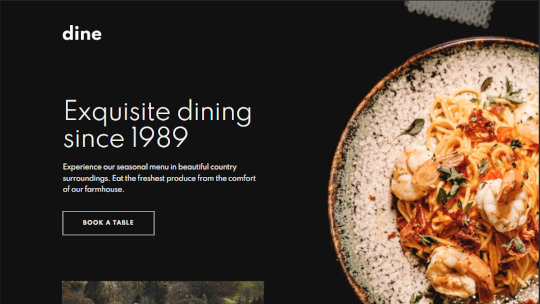 dine
Exquisite dining
since 1989
Experience our seasonal menu in beautiful country
surroundings. Eat the freshest produce from the comfort
of our farmhouse.
BOOK A TABLE